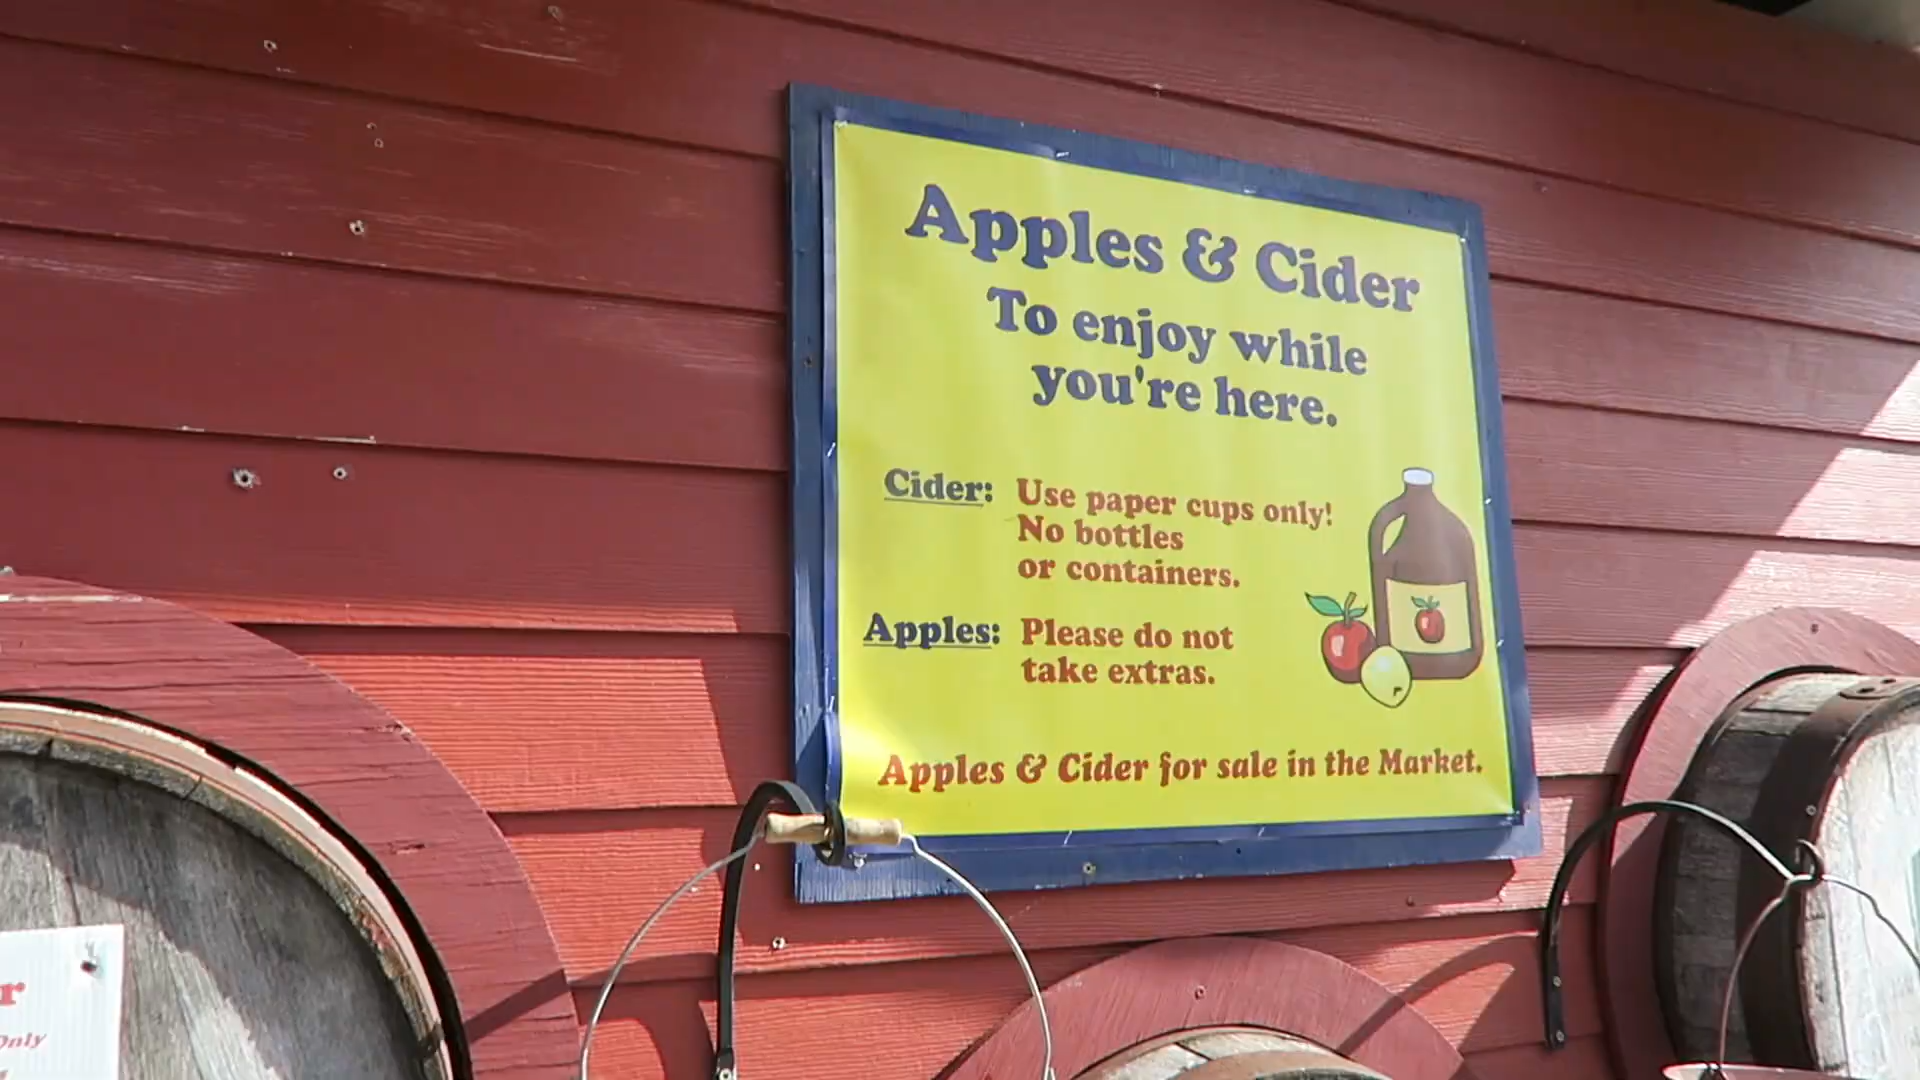 Apples & Cider
To enjoy while
you're here.
Cider: Use paper cups only!
No bottles
or containers.
Apples: Please do not
take extras.
Apples & Cider for sale in the Market.
Only